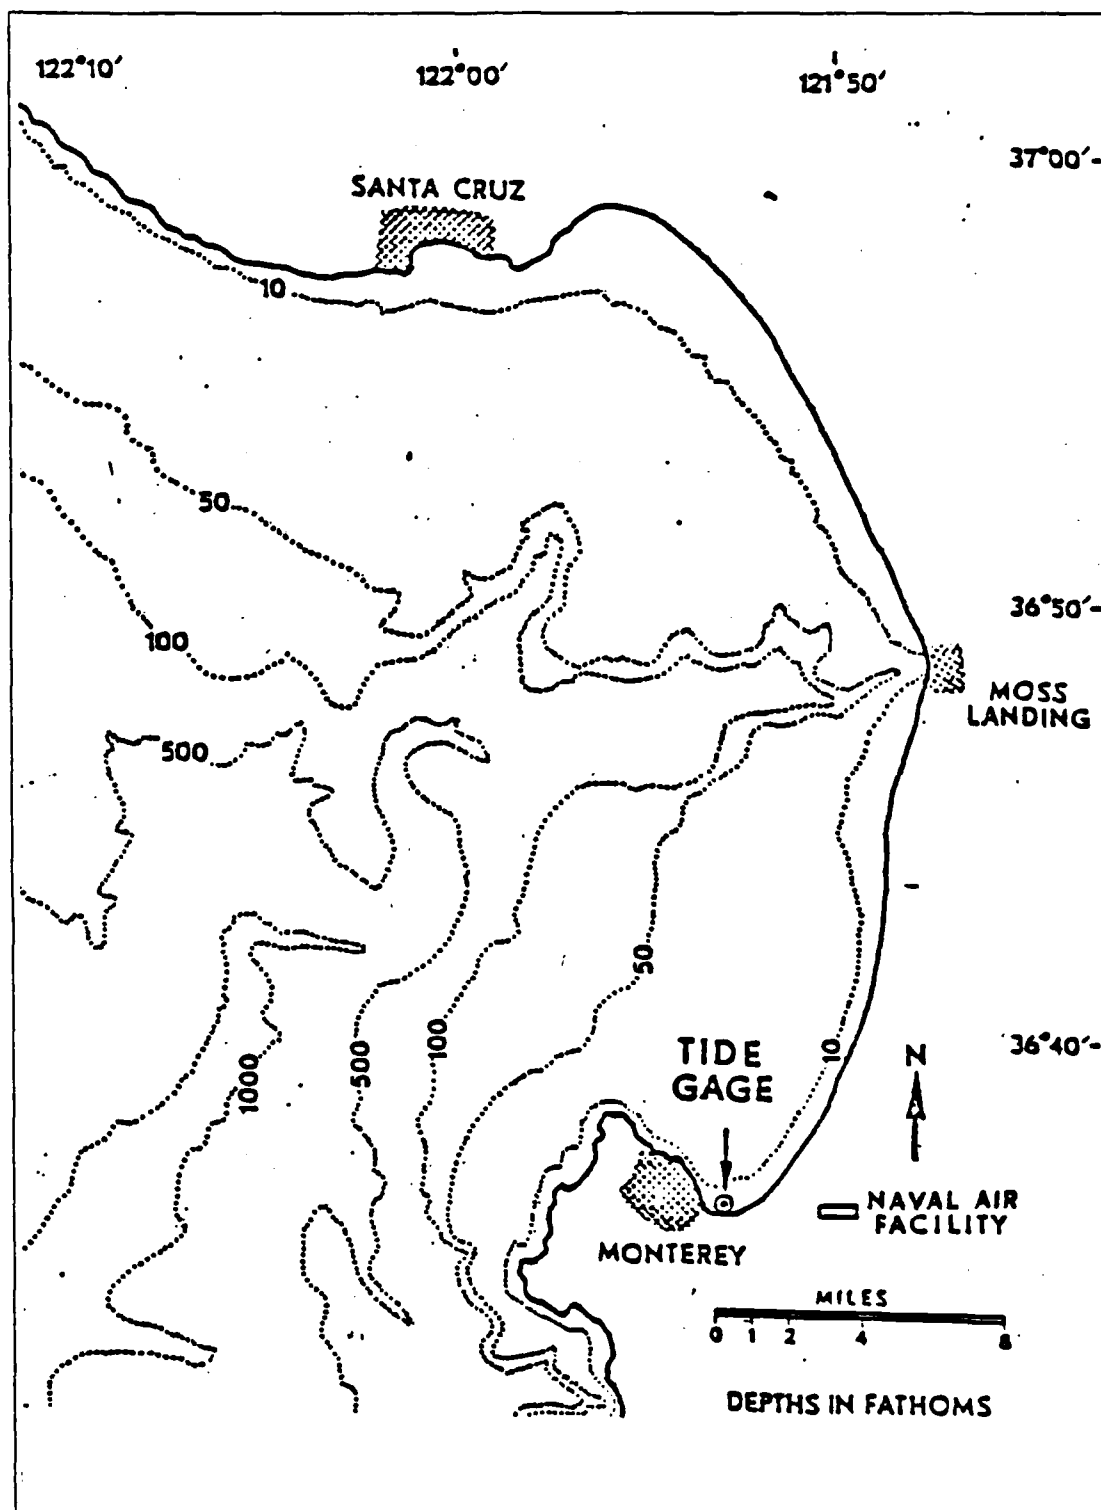 122°10′
122°00′
121°50′
37°00′-
SANTA CRUZ
10
50
100
36°50′-
MOSS
LANDING
500
50
100
500
1000
10
36°40′-
TIDE
GAGE
N
NAVAL AIR
FACILITY
MONTEREY
MILES
0 1 2 4 8
DEPTHS IN FATHOMS